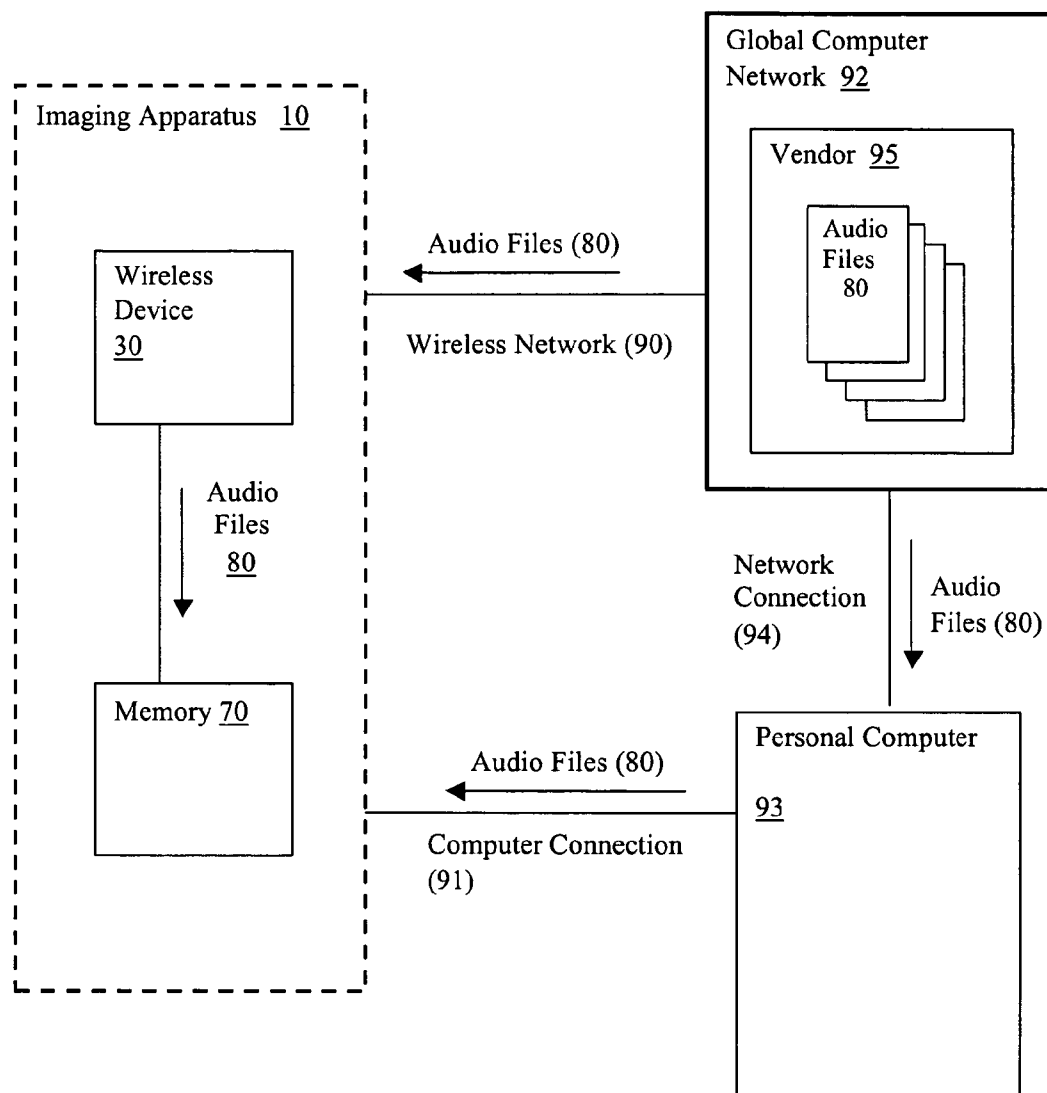 Global Computer
Network 92
Imaging Apparatus 10
Vendor 95
Audio
Files
80
Audio Files (80)
Wireless
Device
30
Wireless Network (90)
Audio
Files
80
Network
Connection
(94)
Audio
Files (80)
Memory 70
Personal Computer
93
Audio Files (80)
Computer Connection
(91)